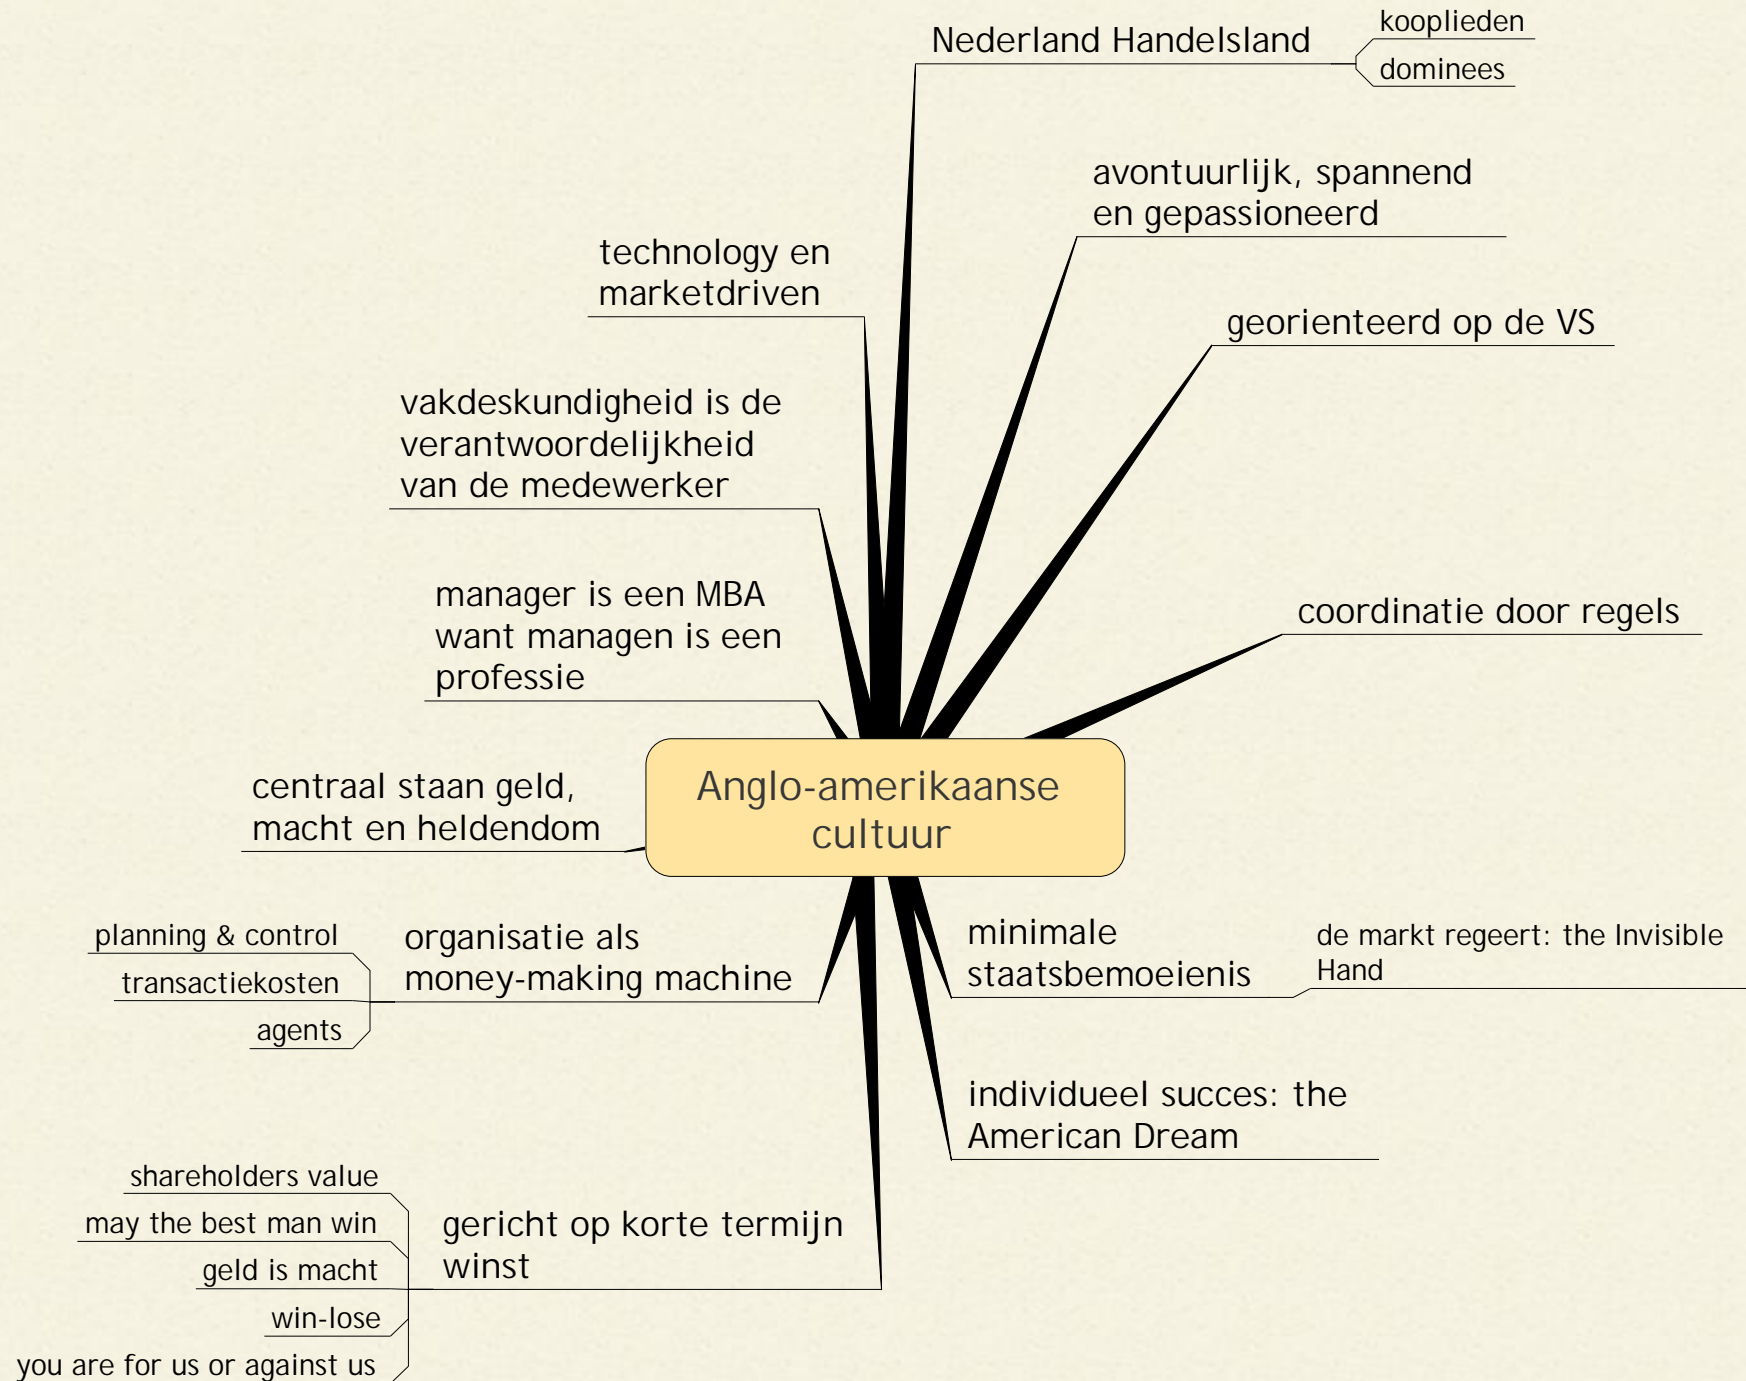 Nederland Handelsland
kooplieden
dominees
avontuurlijk, spannend
en gepassioneerd
georienteerd op de VS
coordinatie door regels
technology en
marketdriven
vakdeskundigheid is de
verantwoordelijkheid
van de medewerker
manager is een MBA
want managen is een
professie
centraal staan geld,
macht en heldendom
Anglo-amerikaanse
cultuur
organisatie als
money-making machine
planning & control
transactiekosten
agents
minimale
staatsbemoeienis
de markt regeert: the Invisible
Hand
individueel succes: the
American Dream
gericht op korte termijn
winst
shareholders value
may the best man win
geld is macht
win-lose
you are for us or against us